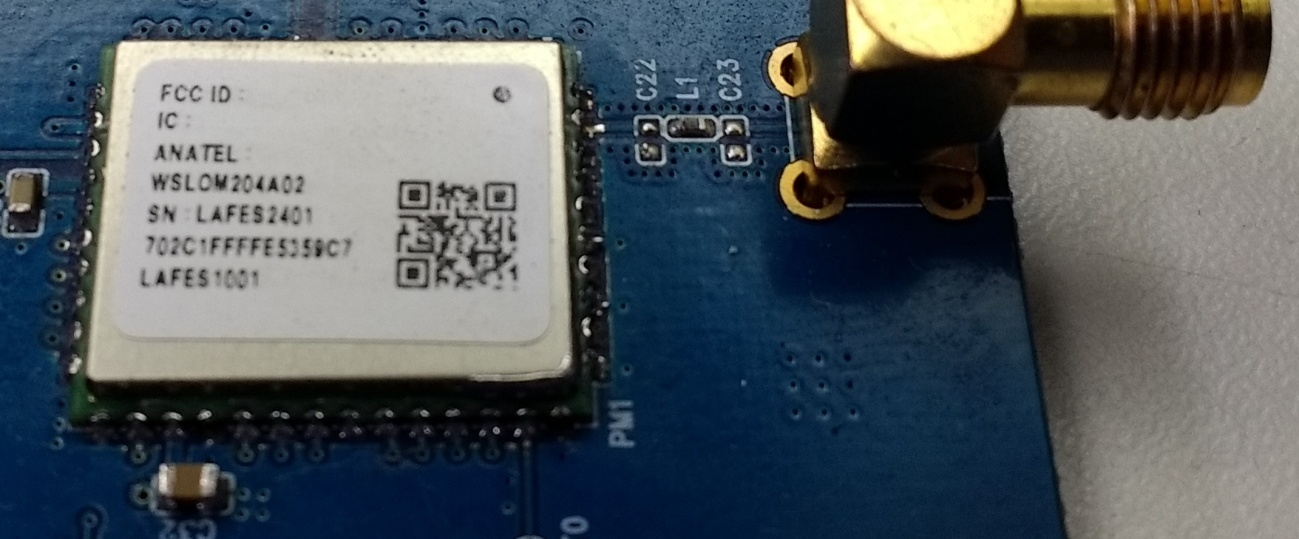 FCC ID :
IC :
ANATEL :
WSLOM204A02
SN : LAFES2401
702C1FFFFE5359C7
LAFES1001
C22
L1
C23
PM1